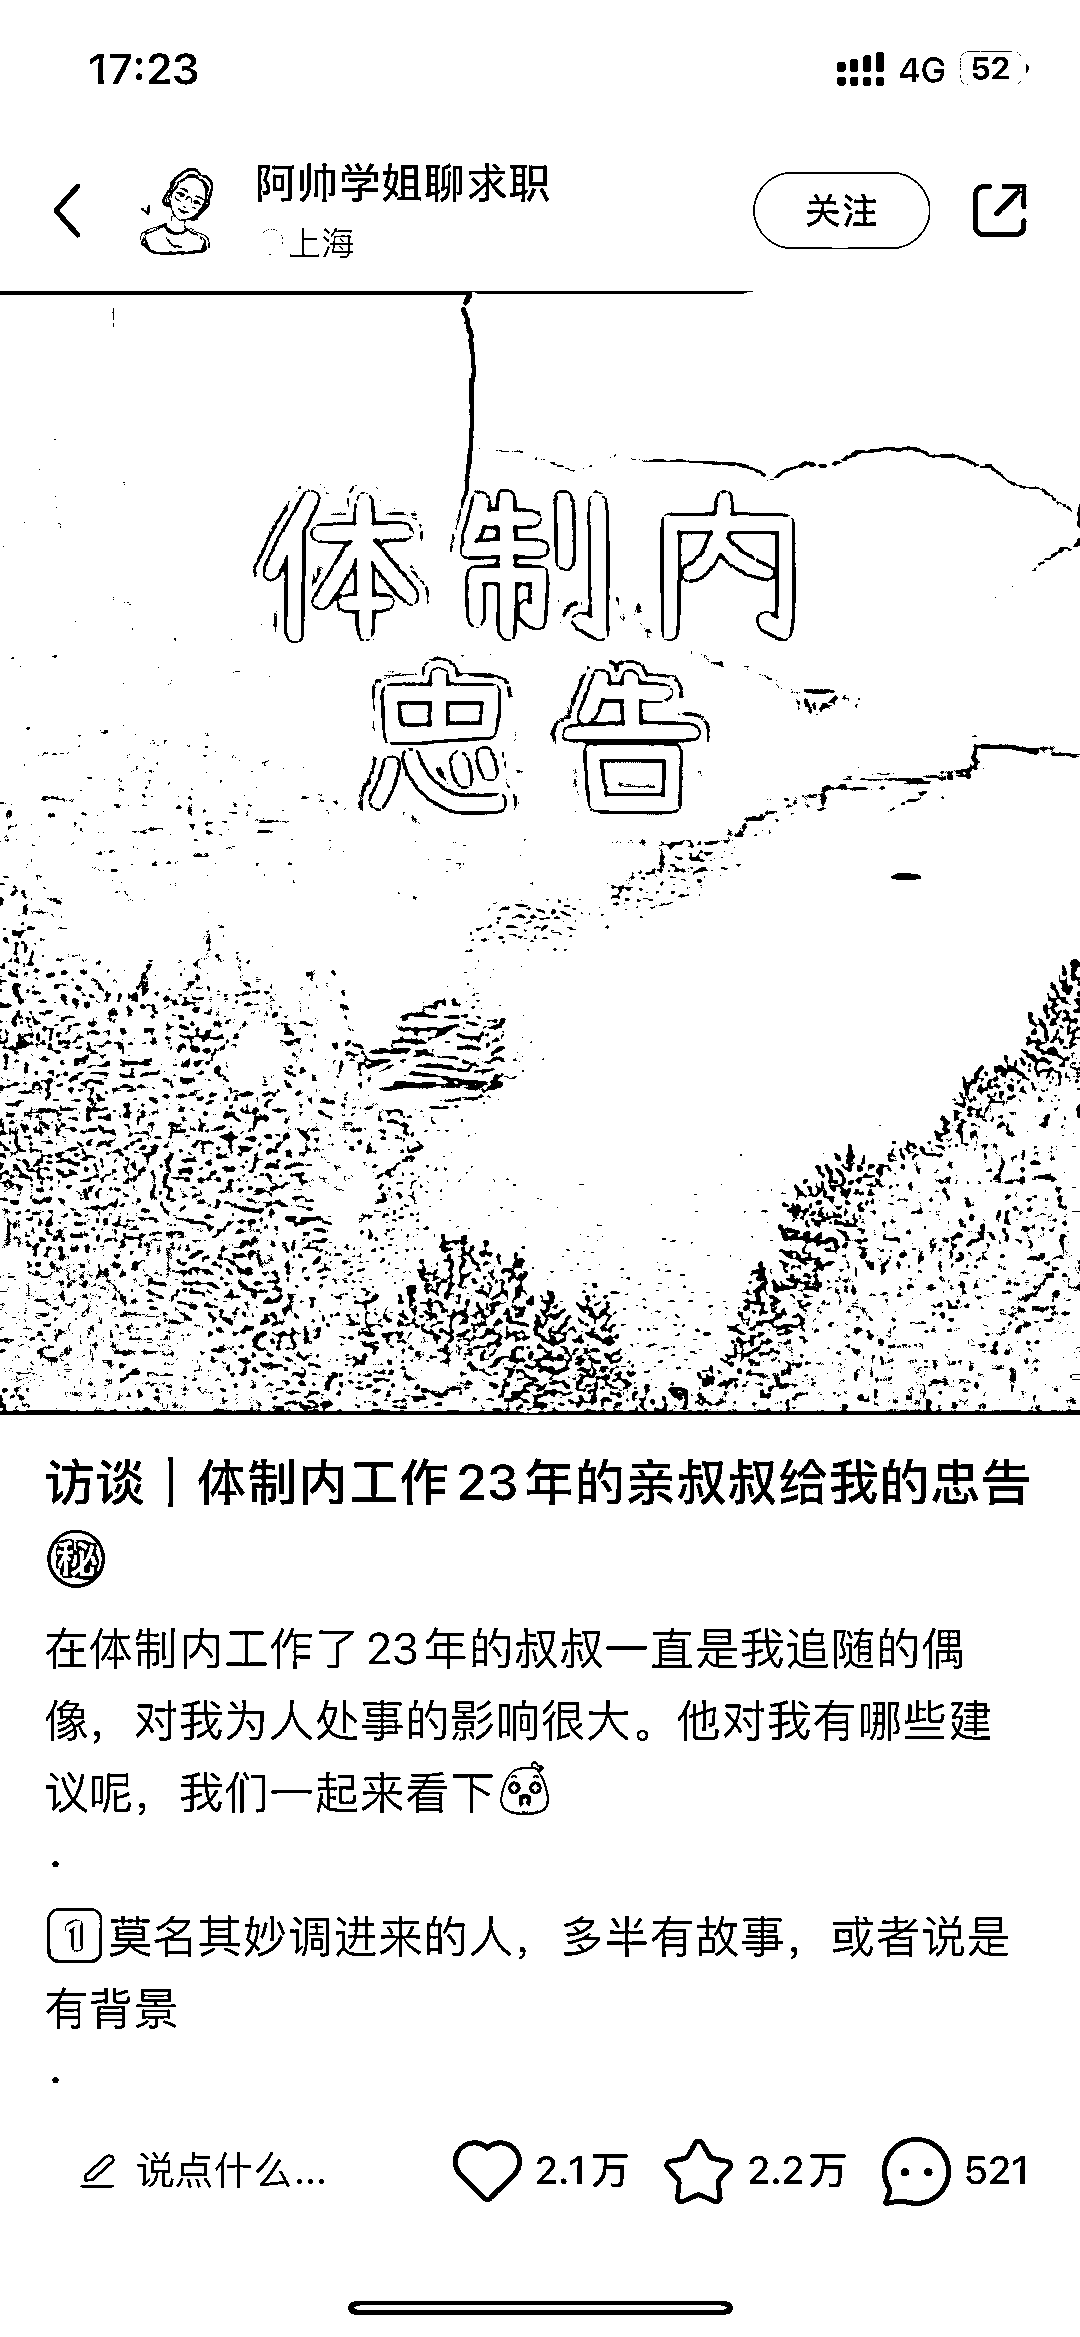 17:23
4G 52
阿帅学姐聊求职
关注
上海
体制内
忠告
访谈｜体制内工作23年的亲叔叔给我的忠告
㊙
在体制内工作了23年的叔叔一直是我追随的偶
像，对我为人处事的影响很大。他对我有哪些建
议呢，我们一起来看下
.
1莫名其妙调进来的人，多半有故事，或者说是
有背景
.
说点什么... 2.1万 2.2万 521